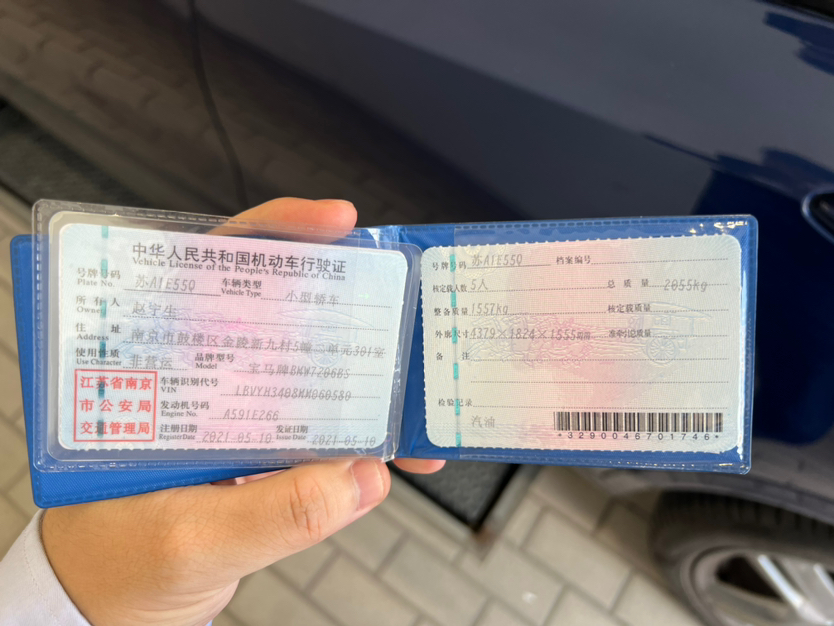 中华人民共和国机动车行驶证
Vehicle License of the People's Republic of China
号牌号码 苏A1E55Q 车辆类型 小型轿车
Plate No. Vehicle Type
所有人 赵宇生
Owner
住址 南京市鼓楼区金陵新九村5幢二单元301室
Address
使用性质 非营运 品牌型号 宝马牌BMW7206BS
Use Character Model
江苏省南京
市公安局
交通管理局
车辆识别代号 LBVYH3408MM060580
VIN
发动机号码 A591E266
Engine No.
注册日期 2021-05-10 发证日期 2021-05-10
Register Date Issue Date
号牌号码 苏A1E55Q 档案编号
核定载人数 5人 总质量 2055kg
整备质量 1557kg 核定载质量
外廓尺寸 4379×1824×1555mm 准牵引总质量
备注
检验记录
汽油
*3290046701746*